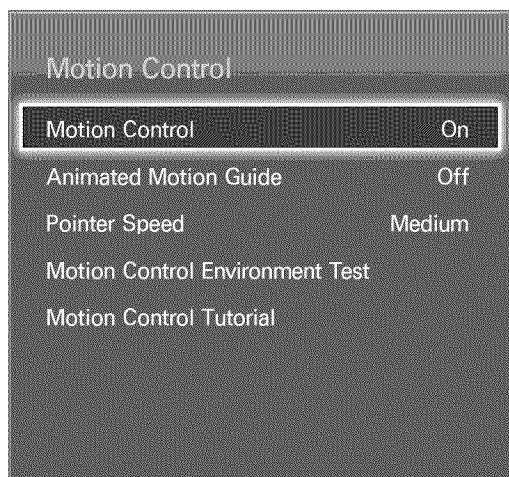 Motion Control
Motion Control On
Animated Motion Guide Off
Pointer Speed Medium
Motion Control Environment Test
Motion Control Tutorial